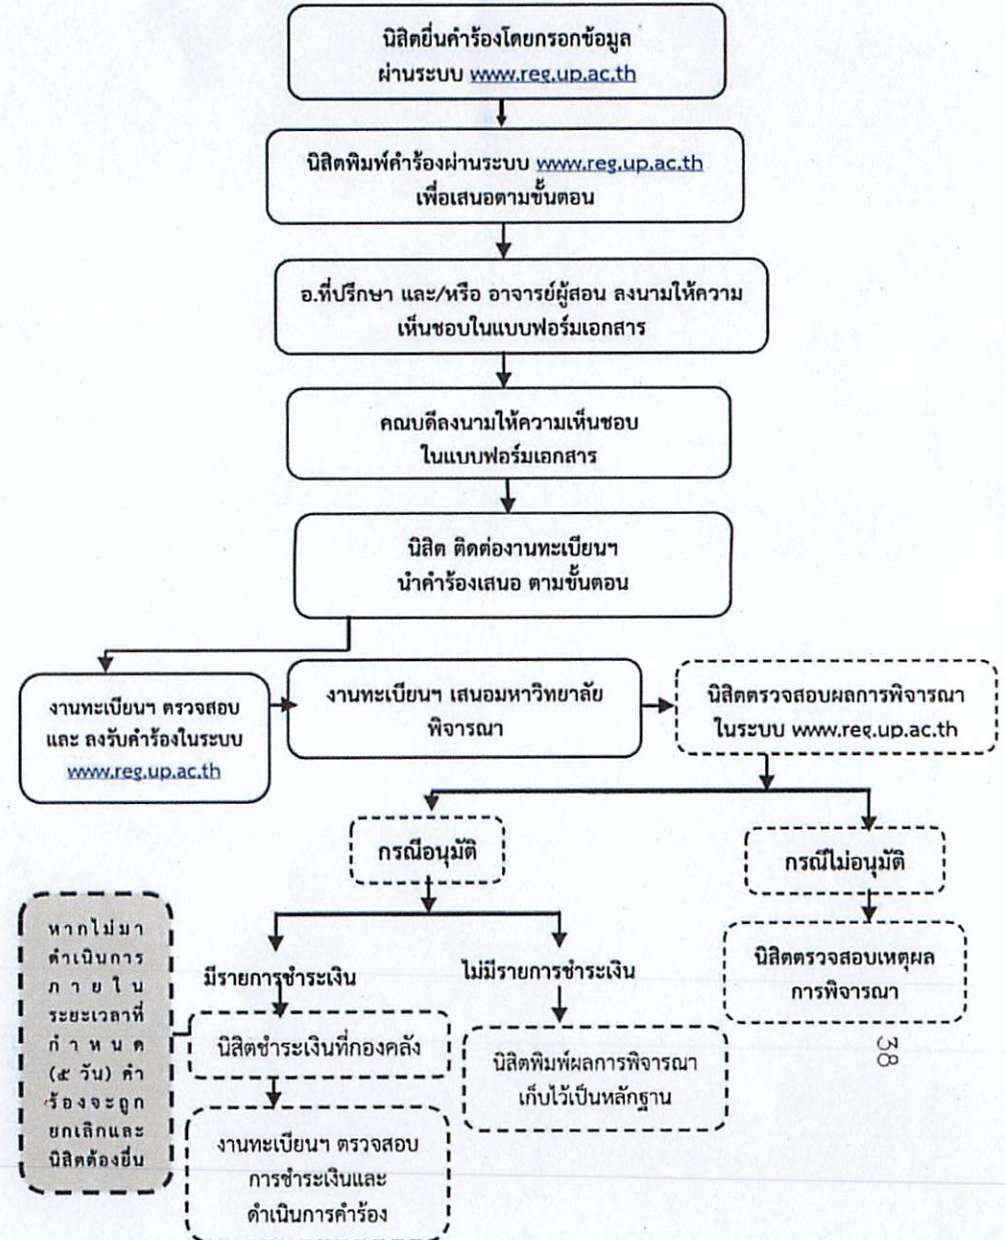 นิสิตยื่นคำร้องโดยกรอกข้อมูล
ผ่านระบบ www.reg.up.ac.th
นิสิตพิมพ์คำร้องผ่านระบบ www.reg.up.ac.th
เพื่อเสนอตามขั้นตอน
อ.ที่ปรึกษา และ/หรือ อาจารย์ผู้สอน ลงนามให้ความ
เห็นชอบในแบบฟอร์มเอกสาร
คณบดีลงนามให้ความเห็นชอบ
ในแบบฟอร์มเอกสาร
นิสิต ติดต่องานทะเบียนฯ
นำคำร้องเสนอ ตามขั้นตอน
งานทะเบียนฯ ตรวจสอบ
และ ลงรับคำร้องในระบบ
www.reg.up.ac.th
งานทะเบียนฯ เสนอมหาวิทยาลัย
พิจารณา
นิสิตตรวจสอบผลการพิจารณา
ในระบบ www.reg.up.ac.th
กรณีอนุมัติ
กรณีไม่อนุมัติ
นิสิตตรวจสอบเหตุผล
การพิจารณา
มีรายการชำระเงิน
ไม่มีรายการชำระเงิน
นิสิตชำระเงินที่กองคลัง
นิสิตพิมพ์ผลการพิจารณา
เก็บไว้เป็นหลักฐาน
งานทะเบียนฯ ตรวจสอบ
การชำระเงินและ
ดำเนินการคำร้อง
หากไม่มา
ดำเนินการ
ภายใน
ระยะเวลาที่
กำหนด
(๕ วัน) คำ
ร้องจะถูก
ยกเลิกและ
นิสิตต้องยื่น
38